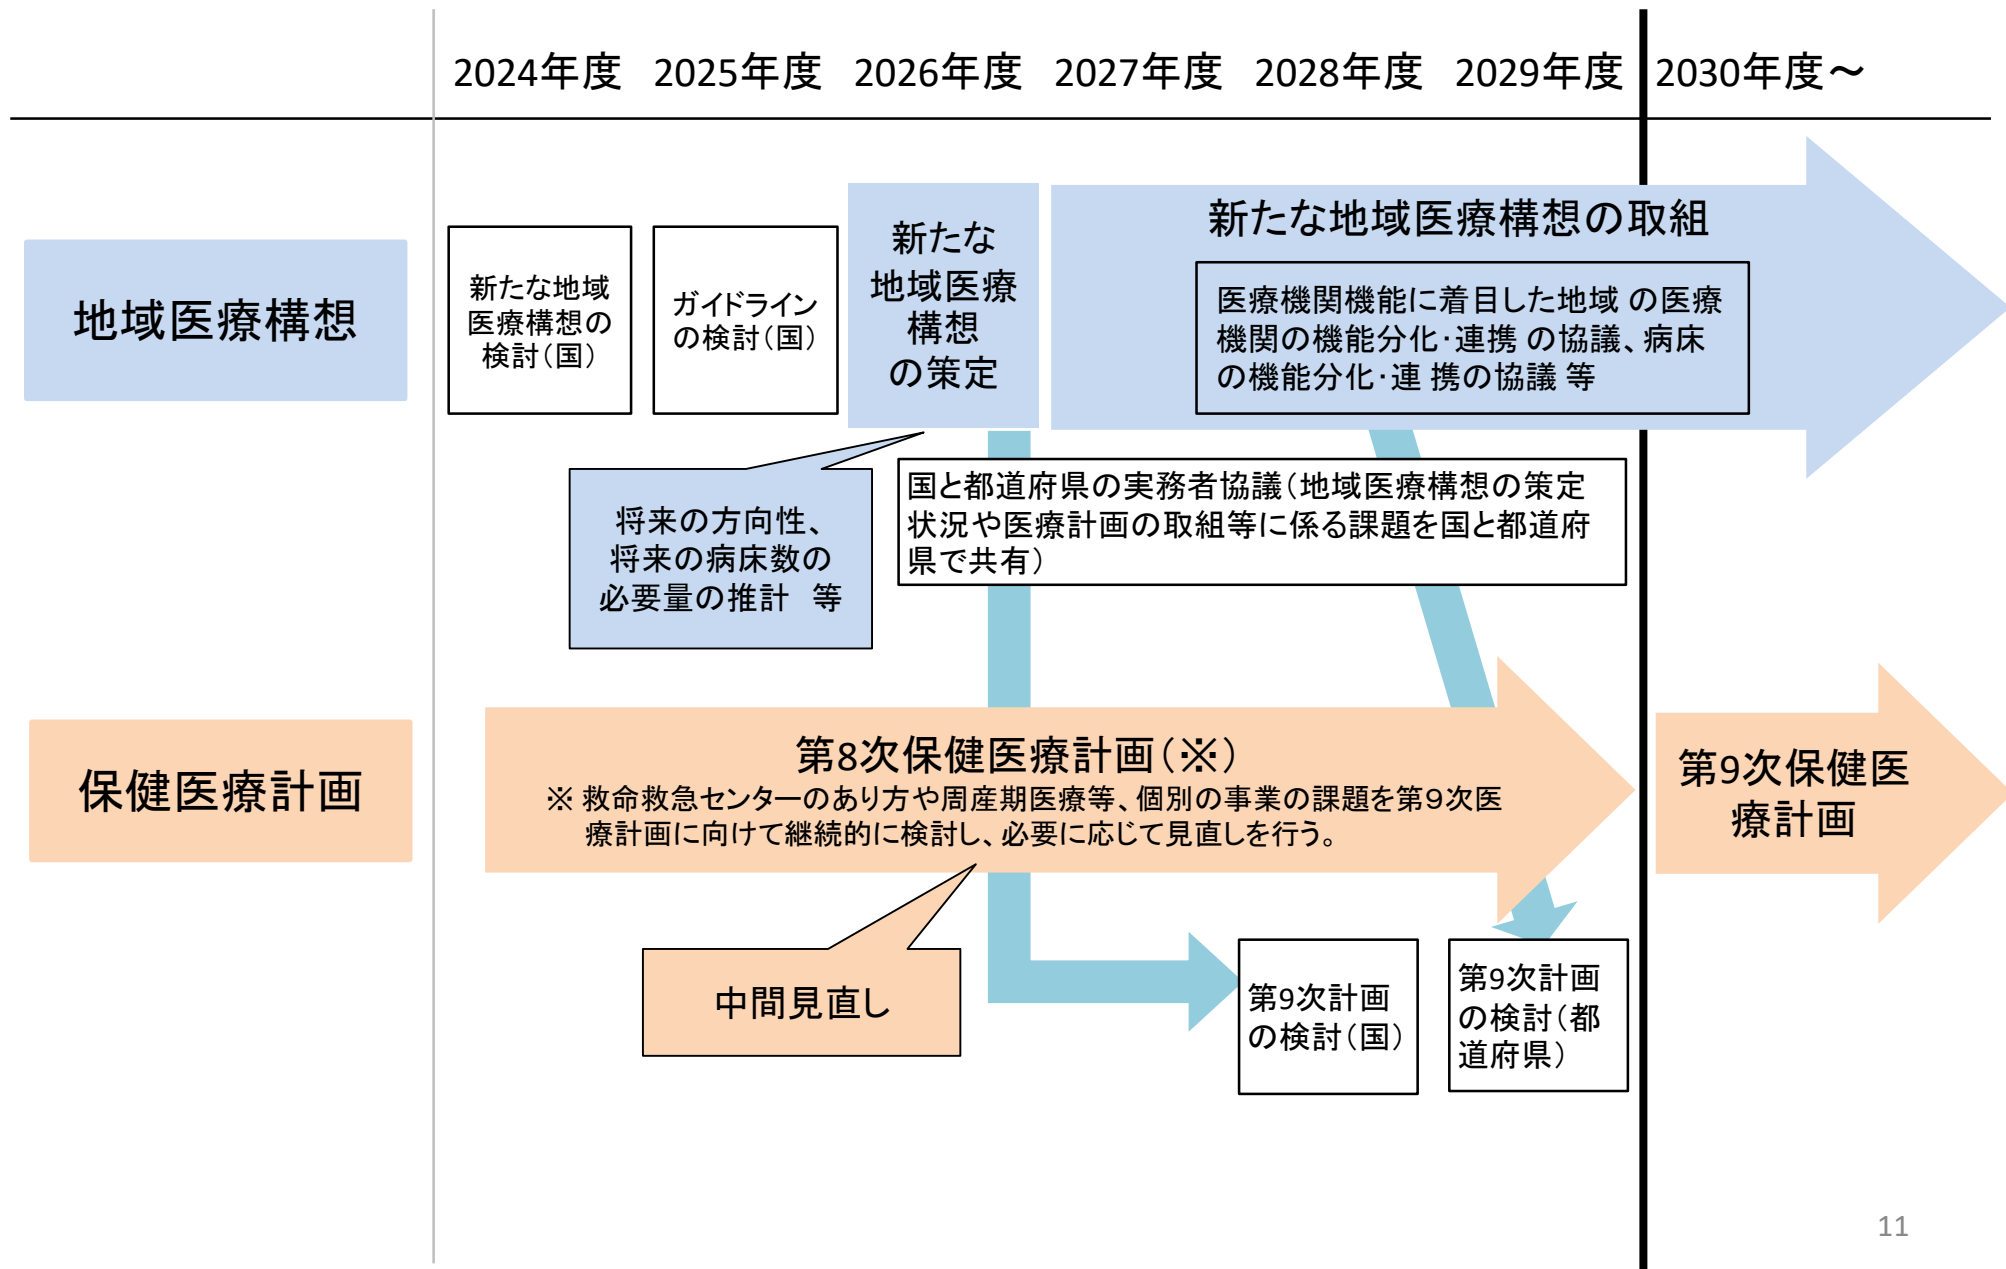 2024年度 2025年度 2026年度 2027年度 2028年度 2029年度 2030年度～
地域医療構想
新たな地域
医療構想の
検討（国）
ガイドライン
の検討（国）
新たな
地域医療
構想
の策定
新たな地域医療構想の取組
医療機関機能に着目した地域 の医療
機関の機能分化・連携 の協議、病床
の機能分化・連 携の協議 等
将来の方向性、
将来の病床数の
必要量の推計　等
国と都道府県の実務者協議（地域医療構想の策定
状況や医療計画の取組等に係る課題を国と都道府
県で共有）
保健医療計画
第8次保健医療計画（※）
※ 救命救急センターのあり方や周産期医療等、個別の事業の課題を第９次医
療計画に向けて継続的に検討し、必要に応じて見直しを行う。
第9次保健医
療計画
中間見直し
第9次計画
の検討（国）
第9次計画
の検討（都
道府県）
11